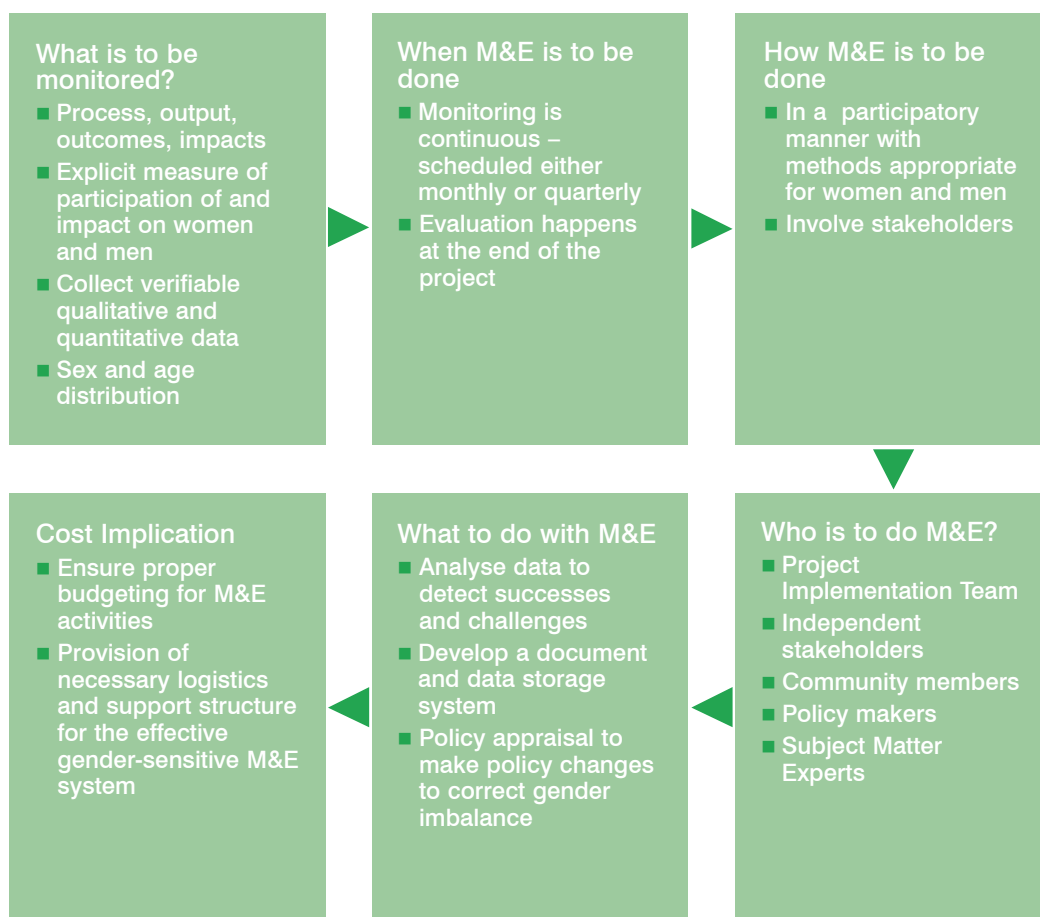 What is to be
monitored?
■ Process, output,
outcomes, impacts
■ Explicit measure of
participation of and
impact on women
and men
■ Collect verifiable
qualitative and
quantitative data
■ Sex and age
distribution
When M&E is to be
done
■ Monitoring is
continuous –
scheduled either
monthly or quarterly
■ Evaluation happens
at the end of the
project
How M&E is to be
done
■ In a participatory
manner with
methods appropriate
for women and men
■ Involve stakeholders
Who is to do M&E?
■ Project
Implementation Team
■ Independent
stakeholders
■ Community members
■ Policy makers
■ Subject Matter
Experts
What to do with M&E
■ Analyse data to
detect successes
and challenges
■ Develop a document
and data storage
system
■ Policy appraisal to
make policy changes
to correct gender
imbalance
Cost Implication
■ Ensure proper
budgeting for M&E
activities
■ Provision of
necessary logistics
and support structure
for the effective
gender-sensitive M&E
system